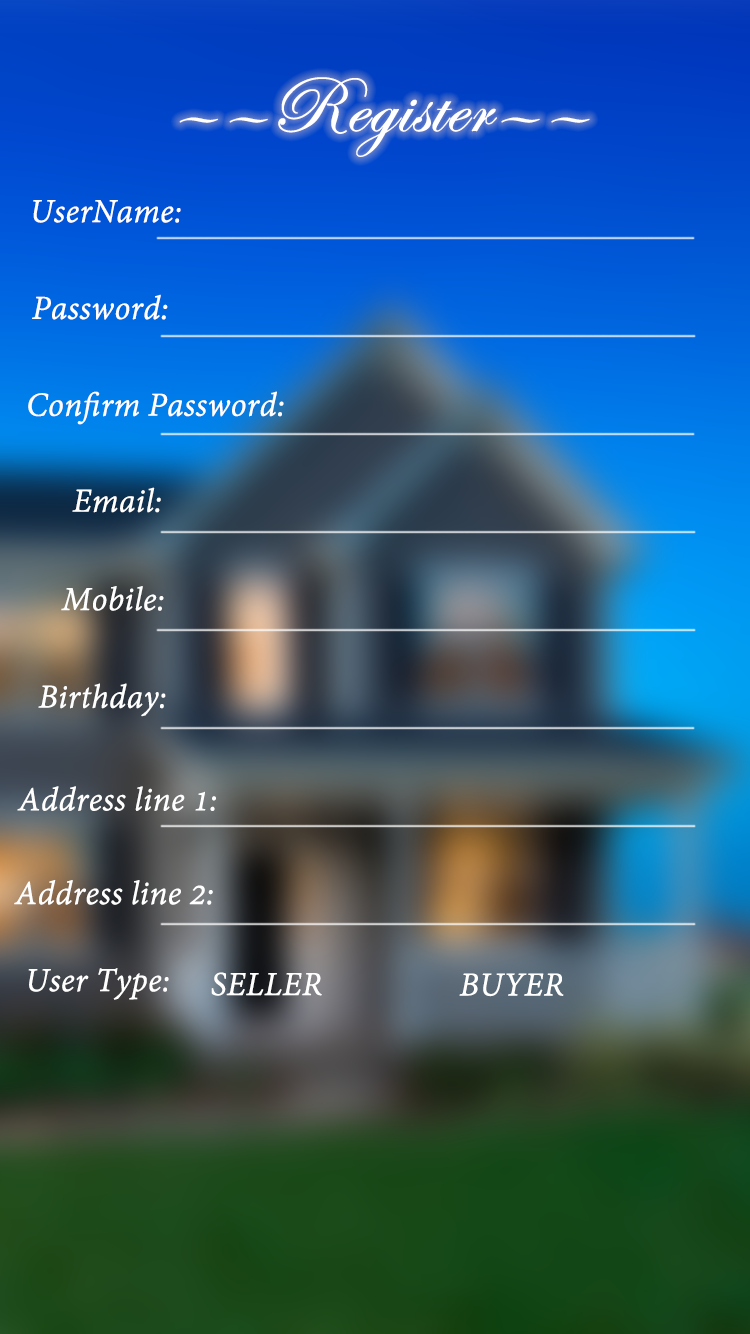 ~~Register~~
UserName:
Password:
Confirm Password:
Email:
Mobile:
Birthday:
Address line 1:
Address line 2:
User Type: SELLER BUYER